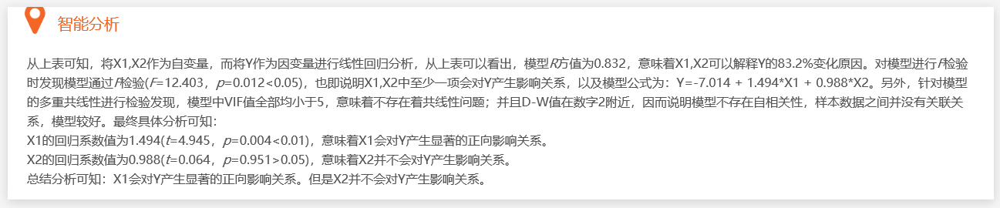 智能分析
从上表可知，将X1,X2作为自变量，而将Y作为因变量进行线性回归分析，从上表可以看出，模型R方值为0.832，意味着X1,X2可以解释Y的83.2%变化原因。对模型进行F检验
时发现模型通过F检验(F=12.403，p=0.012<0.05)，也即说明X1,X2中至少一项会对Y产生影响关系，以及模型公式为：Y=-7.014 + 1.494*X1 + 0.988*X2。另外，针对模型
的多重共线性进行检验发现，模型中VIF值全部均小于5，意味着不存在着共线性问题；并且D-W值在数字2附近，因而说明模型不存在自相关性，样本数据之间并没有关联关
系，模型较好。最终具体分析可知：
X1的回归系数值为1.494(t=4.945，p=0.004<0.01)，意味着X1会对Y产生显著的正向影响关系。
X2的回归系数值为0.988(t=0.064，p=0.951>0.05)，意味着X2并不会对Y产生影响关系。
总结分析可知：X1会对Y产生显著的正向影响关系。但是X2并不会对Y产生影响关系。